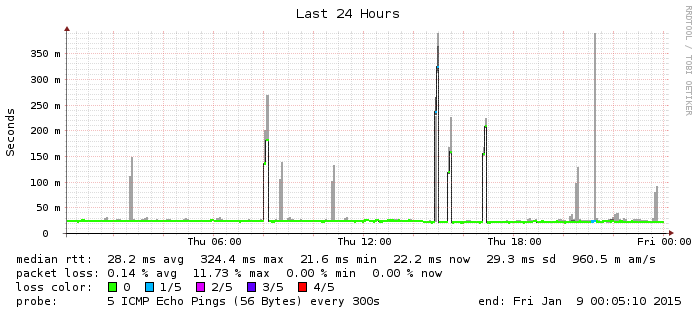 Last 24 Hours
RRDTOOL / TOBI OETIKER
Seconds
350 m
300 m
250 m
200 m
150 m
100 m
50 m
0
Thu 06:00 Thu 12:00 Thu 18:00 Fri 00:00
median rtt: 28.2 ms avg 324.4 ms max 21.6 ms min 22.2 ms now 29.3 ms sd 960.5 m am/s
packet loss: 0.14 % avg 11.73 % max 0.00 % min 0.00 % now
loss color: 0 1/5 2/5 3/5 4/5
probe: 5 ICMP Echo Pings (56 Bytes) every 300s end: Fri Jan 9 00:05:10 2015